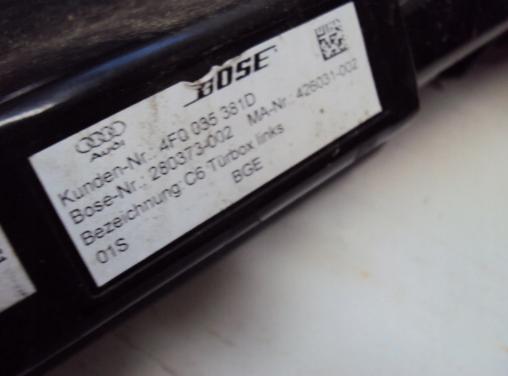 BOSE
Audi
Kunden-Nr.: 4F0 035 381D
Bose-Nr.: 280373-002 MA-Nr.: 426031-002
Bezeichnung C6 Türbox links
01S BGE